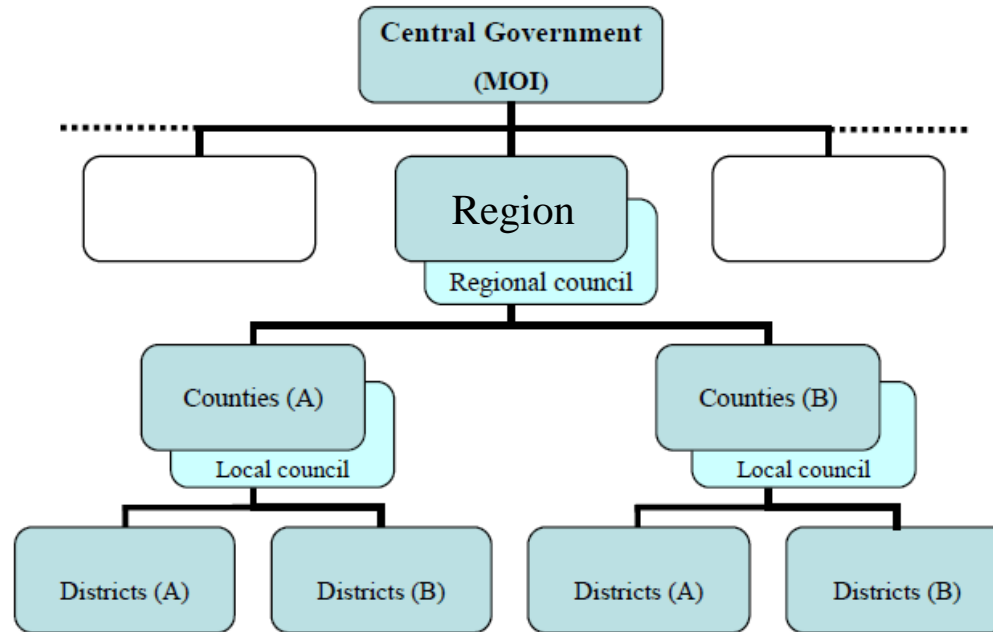 Central Government
(MOI)
Region
Regional council
Counties (A)
Counties (B)
Local council
Local council
Districts (A)
Districts (B)
Districts (A)
Districts (B)